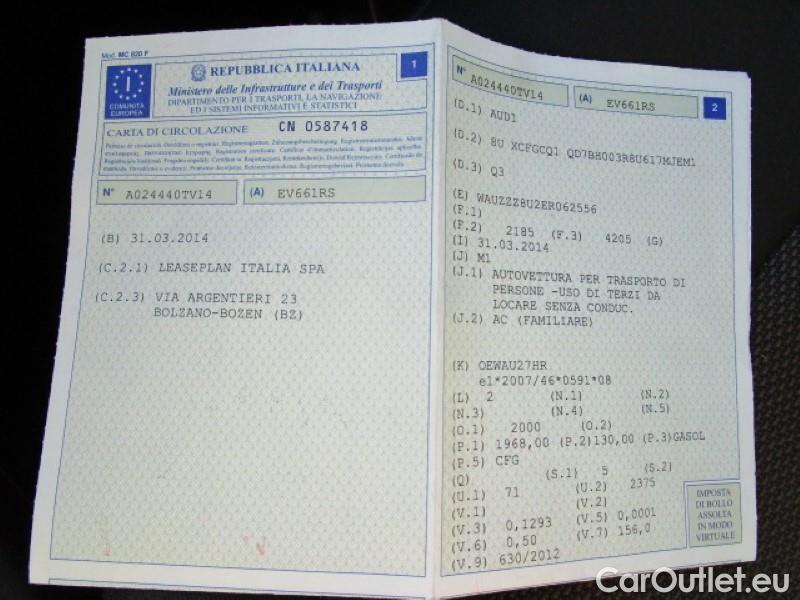 Mod. MC 820 F
I
COMUNITÀ
EUROPEA
REPUBBLICA ITALIANA
1
Ministero delle Infrastrutture e dei Trasporti
DIPARTIMENTO PER I TRASPORTI, LA NAVIGAZIONE
ED I SISTEMI INFORMATIVI E STATISTICI
CARTA DI CIRCOLAZIONE CN 0587418
N° A024440TV14 (A) EV661RS
(B) 31.03.2014
(C.2.1) LEASEPLAN ITALIA SPA
(C.2.3) VIA ARGENTIERI 23
BOLZANO-BOZEN (BZ)
N° A024440TV14 (A) EV661RS 2
(D.1) AUDI
(D.2) 8U XCFGCQ1 QD7BH003R8U617MJEM1
(D.3) Q3
(E) WAUZZZ8U2ER062556
(F.1)
(F.2) 2185 (F.3) 4205 (G)
(I) 31.03.2014
(J) M1
(J.1) AUTOVETTURA PER TRASPORTO DI
PERSONE -USO DI TERZI DA
LOCARE SENZA CONDUC.
(J.2) AC (FAMILIARE)
(K) OEWAU27HR
e1*2007/46*0591*08
(L) 2 (N.1) (N.2)
(N.3) (N.4) (N.5)
(O.1) 2000 (O.2)
(P.1) 1968,00 (P.2)130,00 (P.3)GASOL
(P.5) CFG
(Q) (S.1) 5 (S.2)
(U.1) 71 (U.2) 2375
(V.1) (V.2)
(V.3) 0,1293 (V.5) 0,0001
(V.6) 0,50 (V.7) 156,0
(V.9) 630/2012
IMPOSTA
DI BOLLO
ASSOLTA
IN MODO
VIRTUALE
CarOutlet.eu